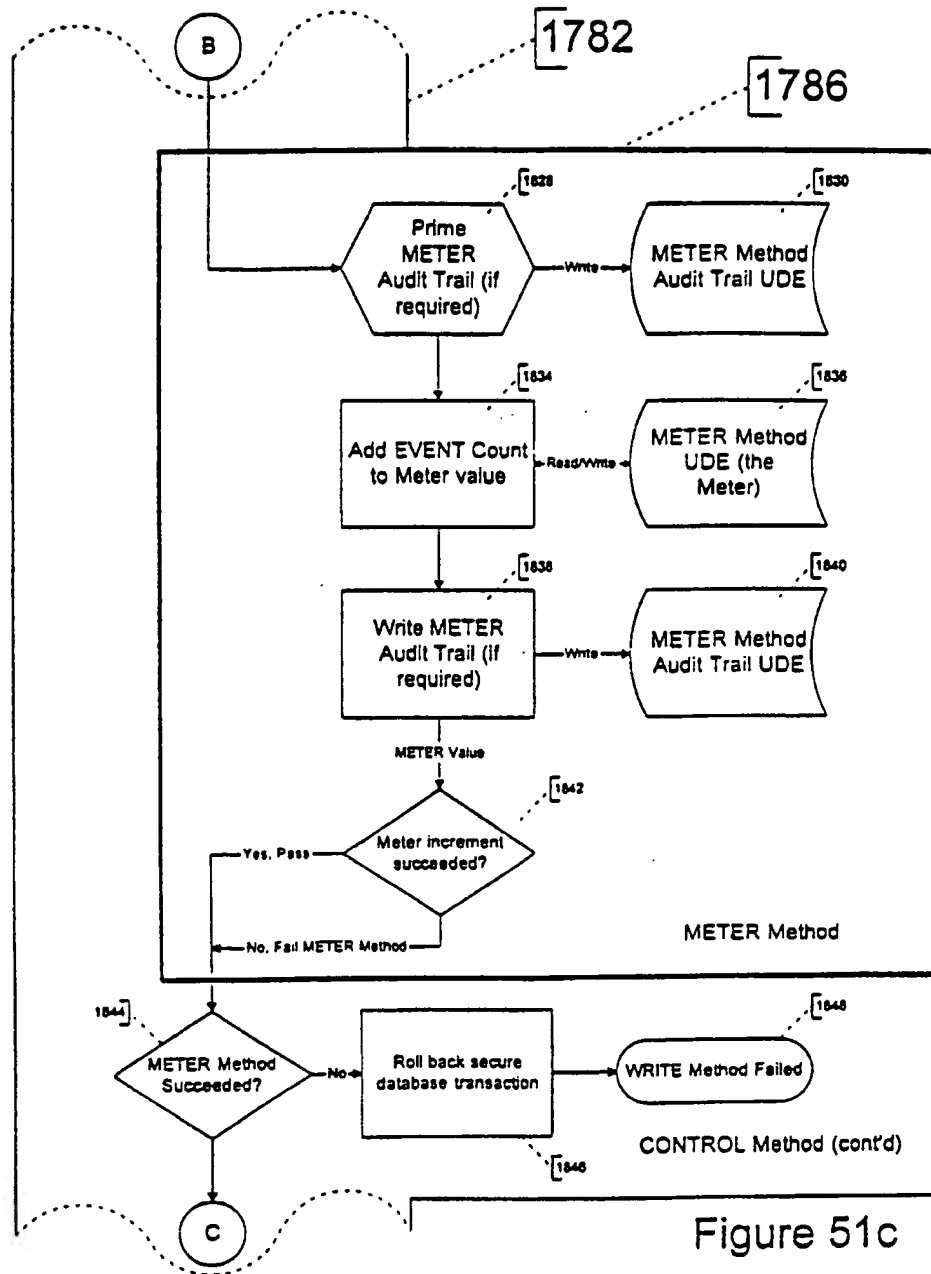 B
1782
1786
1828
Prime
METER
Audit Trail (if
required)
Write
1830
METER Method
Audit Trail UDE
1834
Add EVENT Count
to Meter value
Read/Write
1836
METER Method
UDE (the
Meter)
1838
Write METER
Audit Trail (if
required)
Write
1840
METER Method
Audit Trail UDE
METER Value
1842
Meter increment
succeeded?
Yes, Pass
No, Fail METER Method
METER Method
1844
METER Method
Succeeded?
No
Roll back secure
database transaction
1846
1848
WRITE Method Failed
CONTROL Method (cont'd)
C
Figure 51c